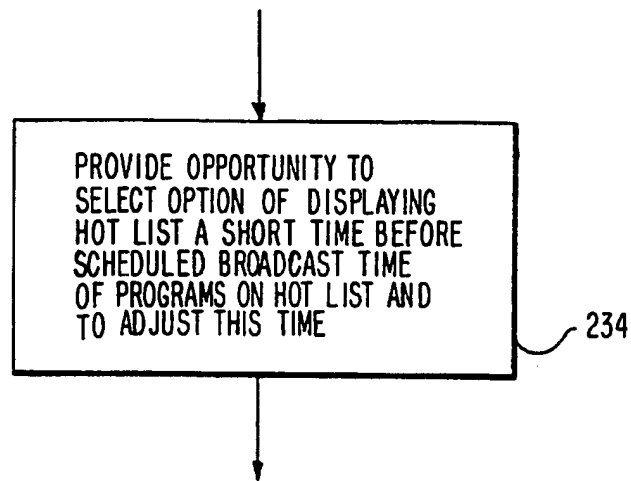 PROVIDE OPPORTUNITY TO
SELECT OPTION OF DISPLAYING
HOT LIST A SHORT TIME BEFORE
SCHEDULED BROADCAST TIME
OF PROGRAMS ON HOT LIST AND
TO ADJUST THIS TIME
234